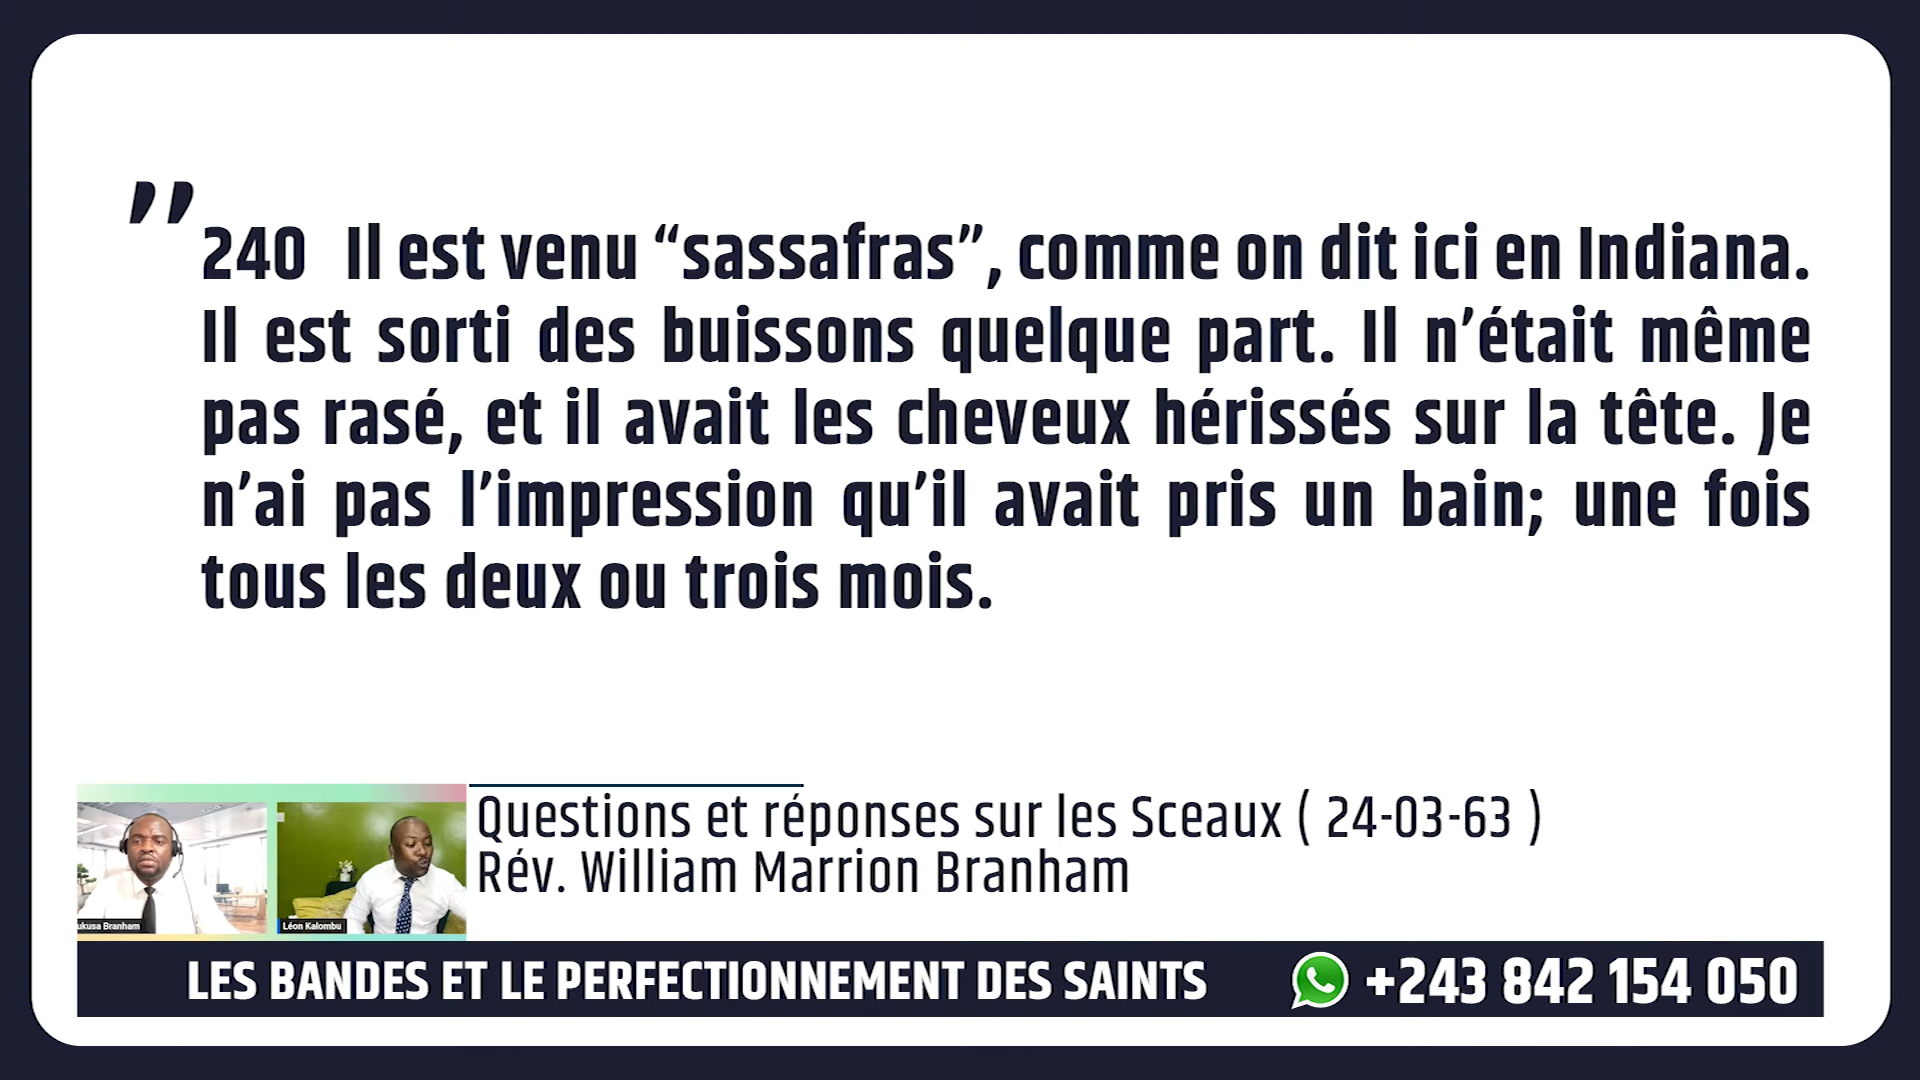 ”
240 Il est venu “sassafras”, comme on dit ici en Indiana.
Il est sorti des buissons quelque part. Il n’était même
pas rasé, et il avait les cheveux hérissés sur la tête. Je
n’ai pas l’impression qu’il avait pris un bain; une fois
tous les deux ou trois mois.
Questions et réponses sur les Sceaux ( 24-03-63 )
Rév. William Marrion Branham
ukusa Branham
Léon Kalombu
LES BANDES ET LE PERFECTIONNEMENT DES SAINTS
+243 842 154 050